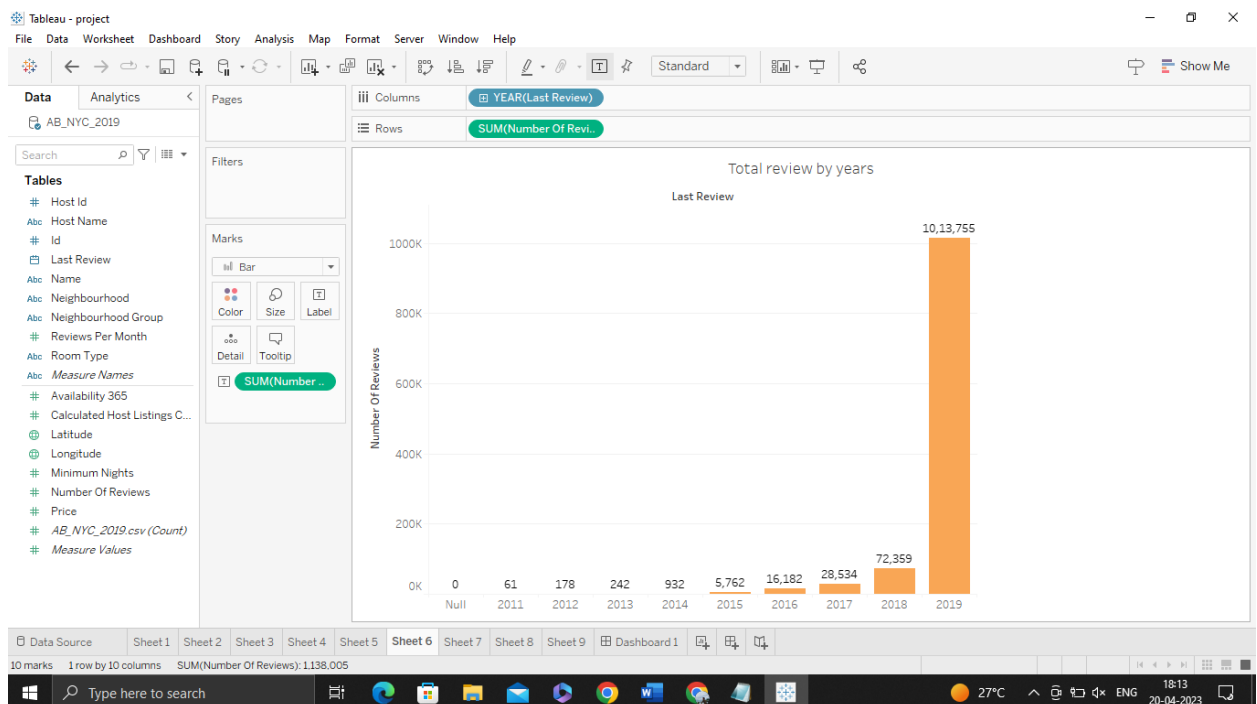 Tableau - project
File Data Worksheet Dashboard Story Analysis Map Format Server Window Help
Standard
Show Me
Data Analytics
AB_NYC_2019
Search
Tables
# Host Id
Abc Host Name
# Id
Last Review
Abc Name
Abc Neighbourhood
Abc Neighbourhood Group
# Reviews Per Month
Abc Room Type
Abc Measure Names
# Availability 365
# Calculated Host Listings C...
Latitude
Longitude
# Minimum Nights
# Number Of Reviews
# Price
# AB_NYC_2019.csv (Count)
# Measure Values
Pages
Filters
Marks
Bar
Color Size Label
Detail Tooltip
SUM(Number ..
Columns YEAR(Last Review)
Rows SUM(Number Of Revi..
Total review by years
Last Review
Number Of Reviews
1000K
800K
600K
400K
200K
0K
0 61 178 242 932 5,762 16,182 28,534 72,359 10,13,755
Null 2011 2012 2013 2014 2015 2016 2017 2018 2019
Data Source Sheet 1 Sheet 2 Sheet 3 Sheet 4 Sheet 5 Sheet 6 Sheet 7 Sheet 8 Sheet 9 Dashboard 1
10 marks 1 row by 10 columns SUM(Number Of Reviews): 1,138,005
Type here to search
27°C ENG 18:13
20-04-2023